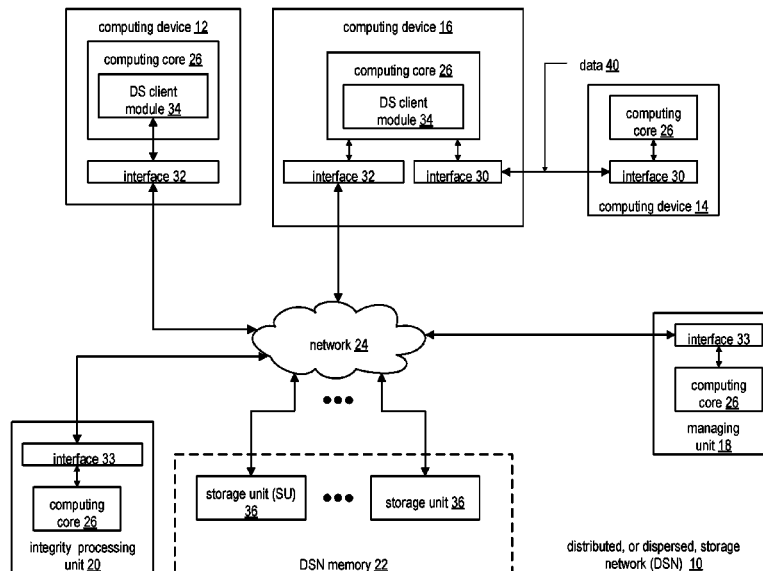 computing device 12
computing core 26
DS client
module 34
interface 32
computing device 16
computing core 26
DS client
module 34
interface 32
interface 30
data 40
computing
core 26
interface 30
computing device 14
network 24
interface 33
computing
core 26
managing
unit 18
interface 33
computing
core 26
integrity processing
unit 20
storage unit (SU)
36
storage unit 36
DSN memory 22
distributed, or dispersed, storage
network (DSN) 10